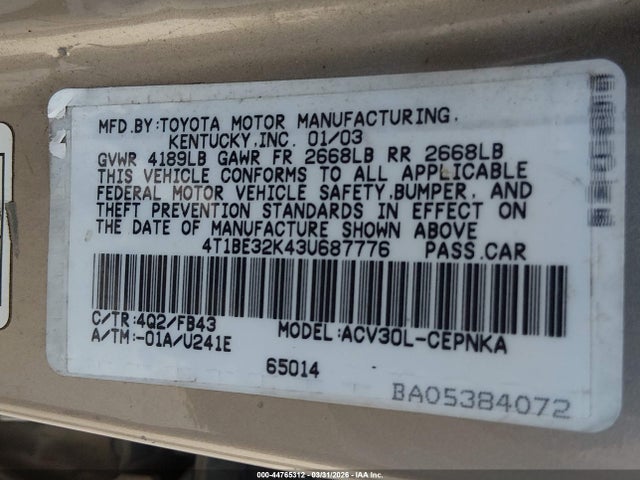 MFD.BY:TOYOTA MOTOR MANUFACTURING,
KENTUCKY,INC. 01/03
GVWR 4189LB GAWR FR 2668LB RR 2668LB
THIS VEHICLE CONFORMS TO ALL APPLICABLE
FEDERAL MOTOR VEHICLE SAFETY,BUMPER, AND
THEFT PREVENTION STANDARDS IN EFFECT ON
THE DATE OF MANUFACTURE SHOWN ABOVE
4T1BE32K43U687776 PASS.CAR
C/TR:4Q2/FB43 MODEL:ACV30L-CEPNKA
A/TM:-01A/U241E
65014
BA05384072
000-44765312 - 03/31/2026 - IAA Inc.